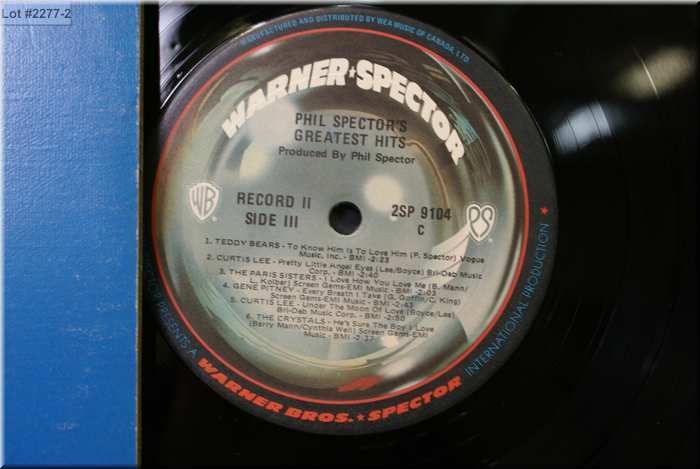 Lot #2277-2
MANUFACTURED AND DISTRIBUTED BY WEA MUSIC OF CANADA, LTD.
WARNER★SPECTOR
PHIL SPECTOR'S
GREATEST HITS
Produced By Phil Spector
WB
RECORD II
SIDE III
2SP 9104
C
PS
1. TEDDY BEARS - To Know Him Is To Love Him (P. Spector) Vogue
Music, Inc. - BMI - 2:23
2. CURTIS LEE - Pretty Little Angel Eyes (Lee/Boyce) Bri-Deb Music
Corp. - BMI - 2:40
3. THE PARIS SISTERS - I Love How You Love Me (B. Mann/
L. Kolber) Screen Gems-EMI Music - BMI - 2:03
4. GENE PITNEY - Every Breath I Take (G. Goffin/C. King)
Screen Gems-EMI Music - BMI - 2:43
5. CURTIS LEE - Under The Moon Of Love (Boyce/Lee)
Bri-Deb Music Corp. - BMI - 2:50
6. THE CRYSTALS - He's Sure The Boy I Love
(Barry Mann/Cynthia Weil) Screen Gems-EMI
Music - BMI - 2:37
SPECTOR PRESENTS A
WARNER BROS.★SPECTOR
INTERNATIONAL PRODUCTION ★